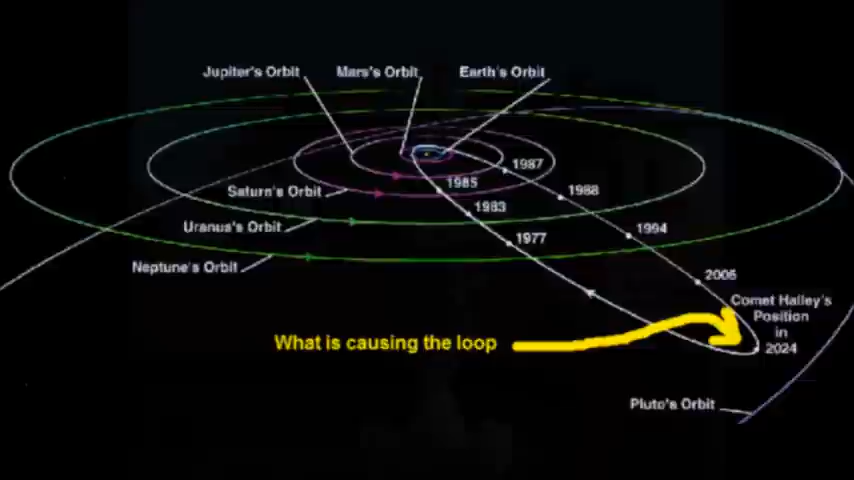 Jupiter's Orbit
Mars's Orbit
Earth's Orbit
1987
Saturn's Orbit
1985
1988
1983
Uranus's Orbit
1994
1977
Neptune's Orbit
2005
Comet Halley's
Position
in
2024
What is causing the loop
Pluto's Orbit